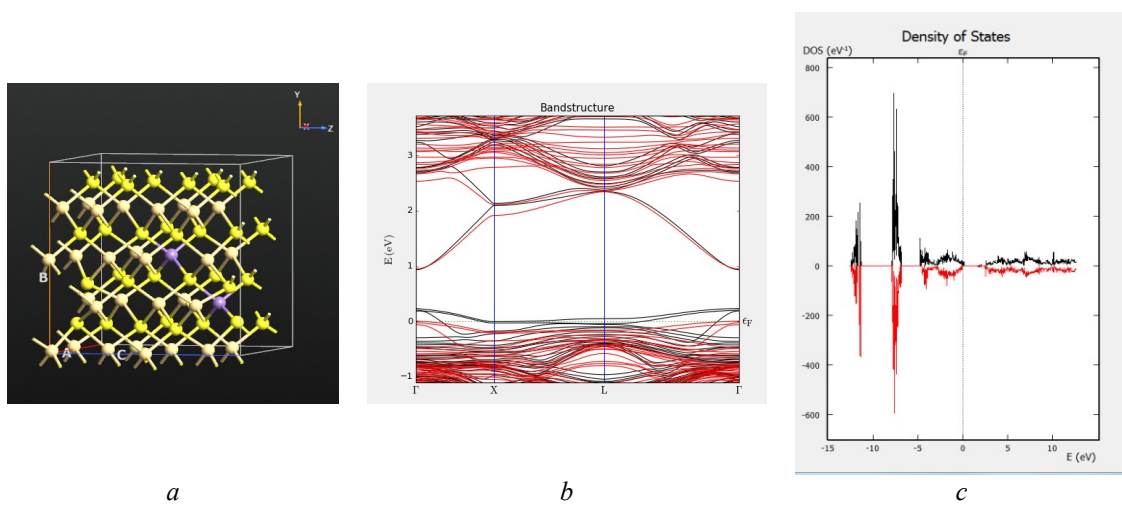 Y
Z
B
A
C
Bandstructure
E (eV)
3
2
1
0
−1
Γ
X
L
Γ
ϵF
Density of States
DOS (eV⁻¹)
εF
800
600
400
200
0
-200
-400
-600
-15
-10
-5
0
5
10
E (eV)
a
b
c